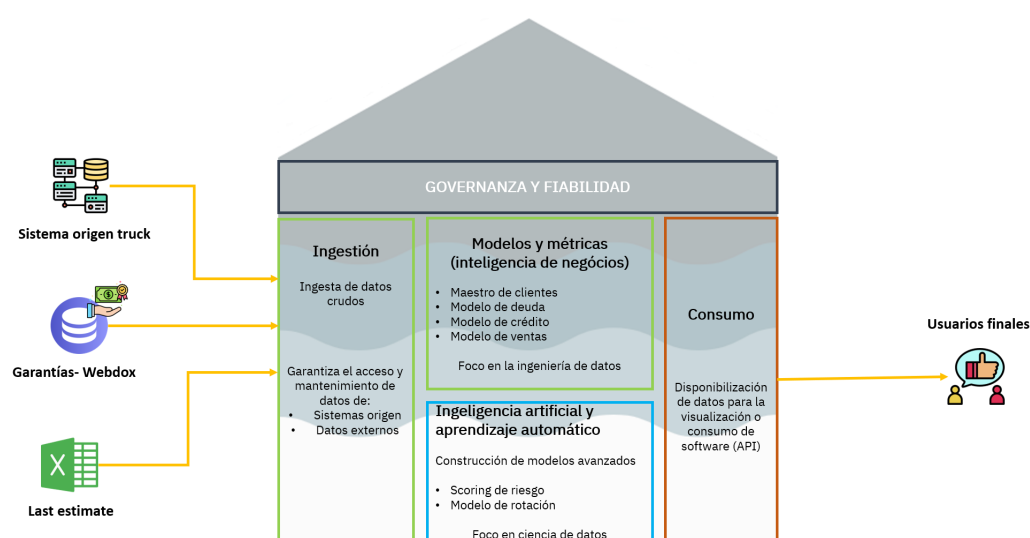 GOVERNANZA Y FIABILIDAD
Sistema origen truck
Garantías- Webdox
Last estimate
Ingestión
Ingesta de datos
crudos
Garantiza el acceso y
mantenimiento de
datos de:
• Sistemas origen
• Datos externos
Modelos y métricas
(inteligencia de negócios)
• Maestro de clientes
• Modelo de deuda
• Modelo de crédito
• Modelo de ventas
Foco en la ingeniería de datos
Ingeligencia artificial y
aprendizaje automático
Construcción de modelos avanzados
• Scoring de riesgo
• Modelo de rotación
Foco en ciencia de datos
Consumo
Disponibilización
de datos para la
visualización o
consumo de
software (API)
Usuarios finales
X